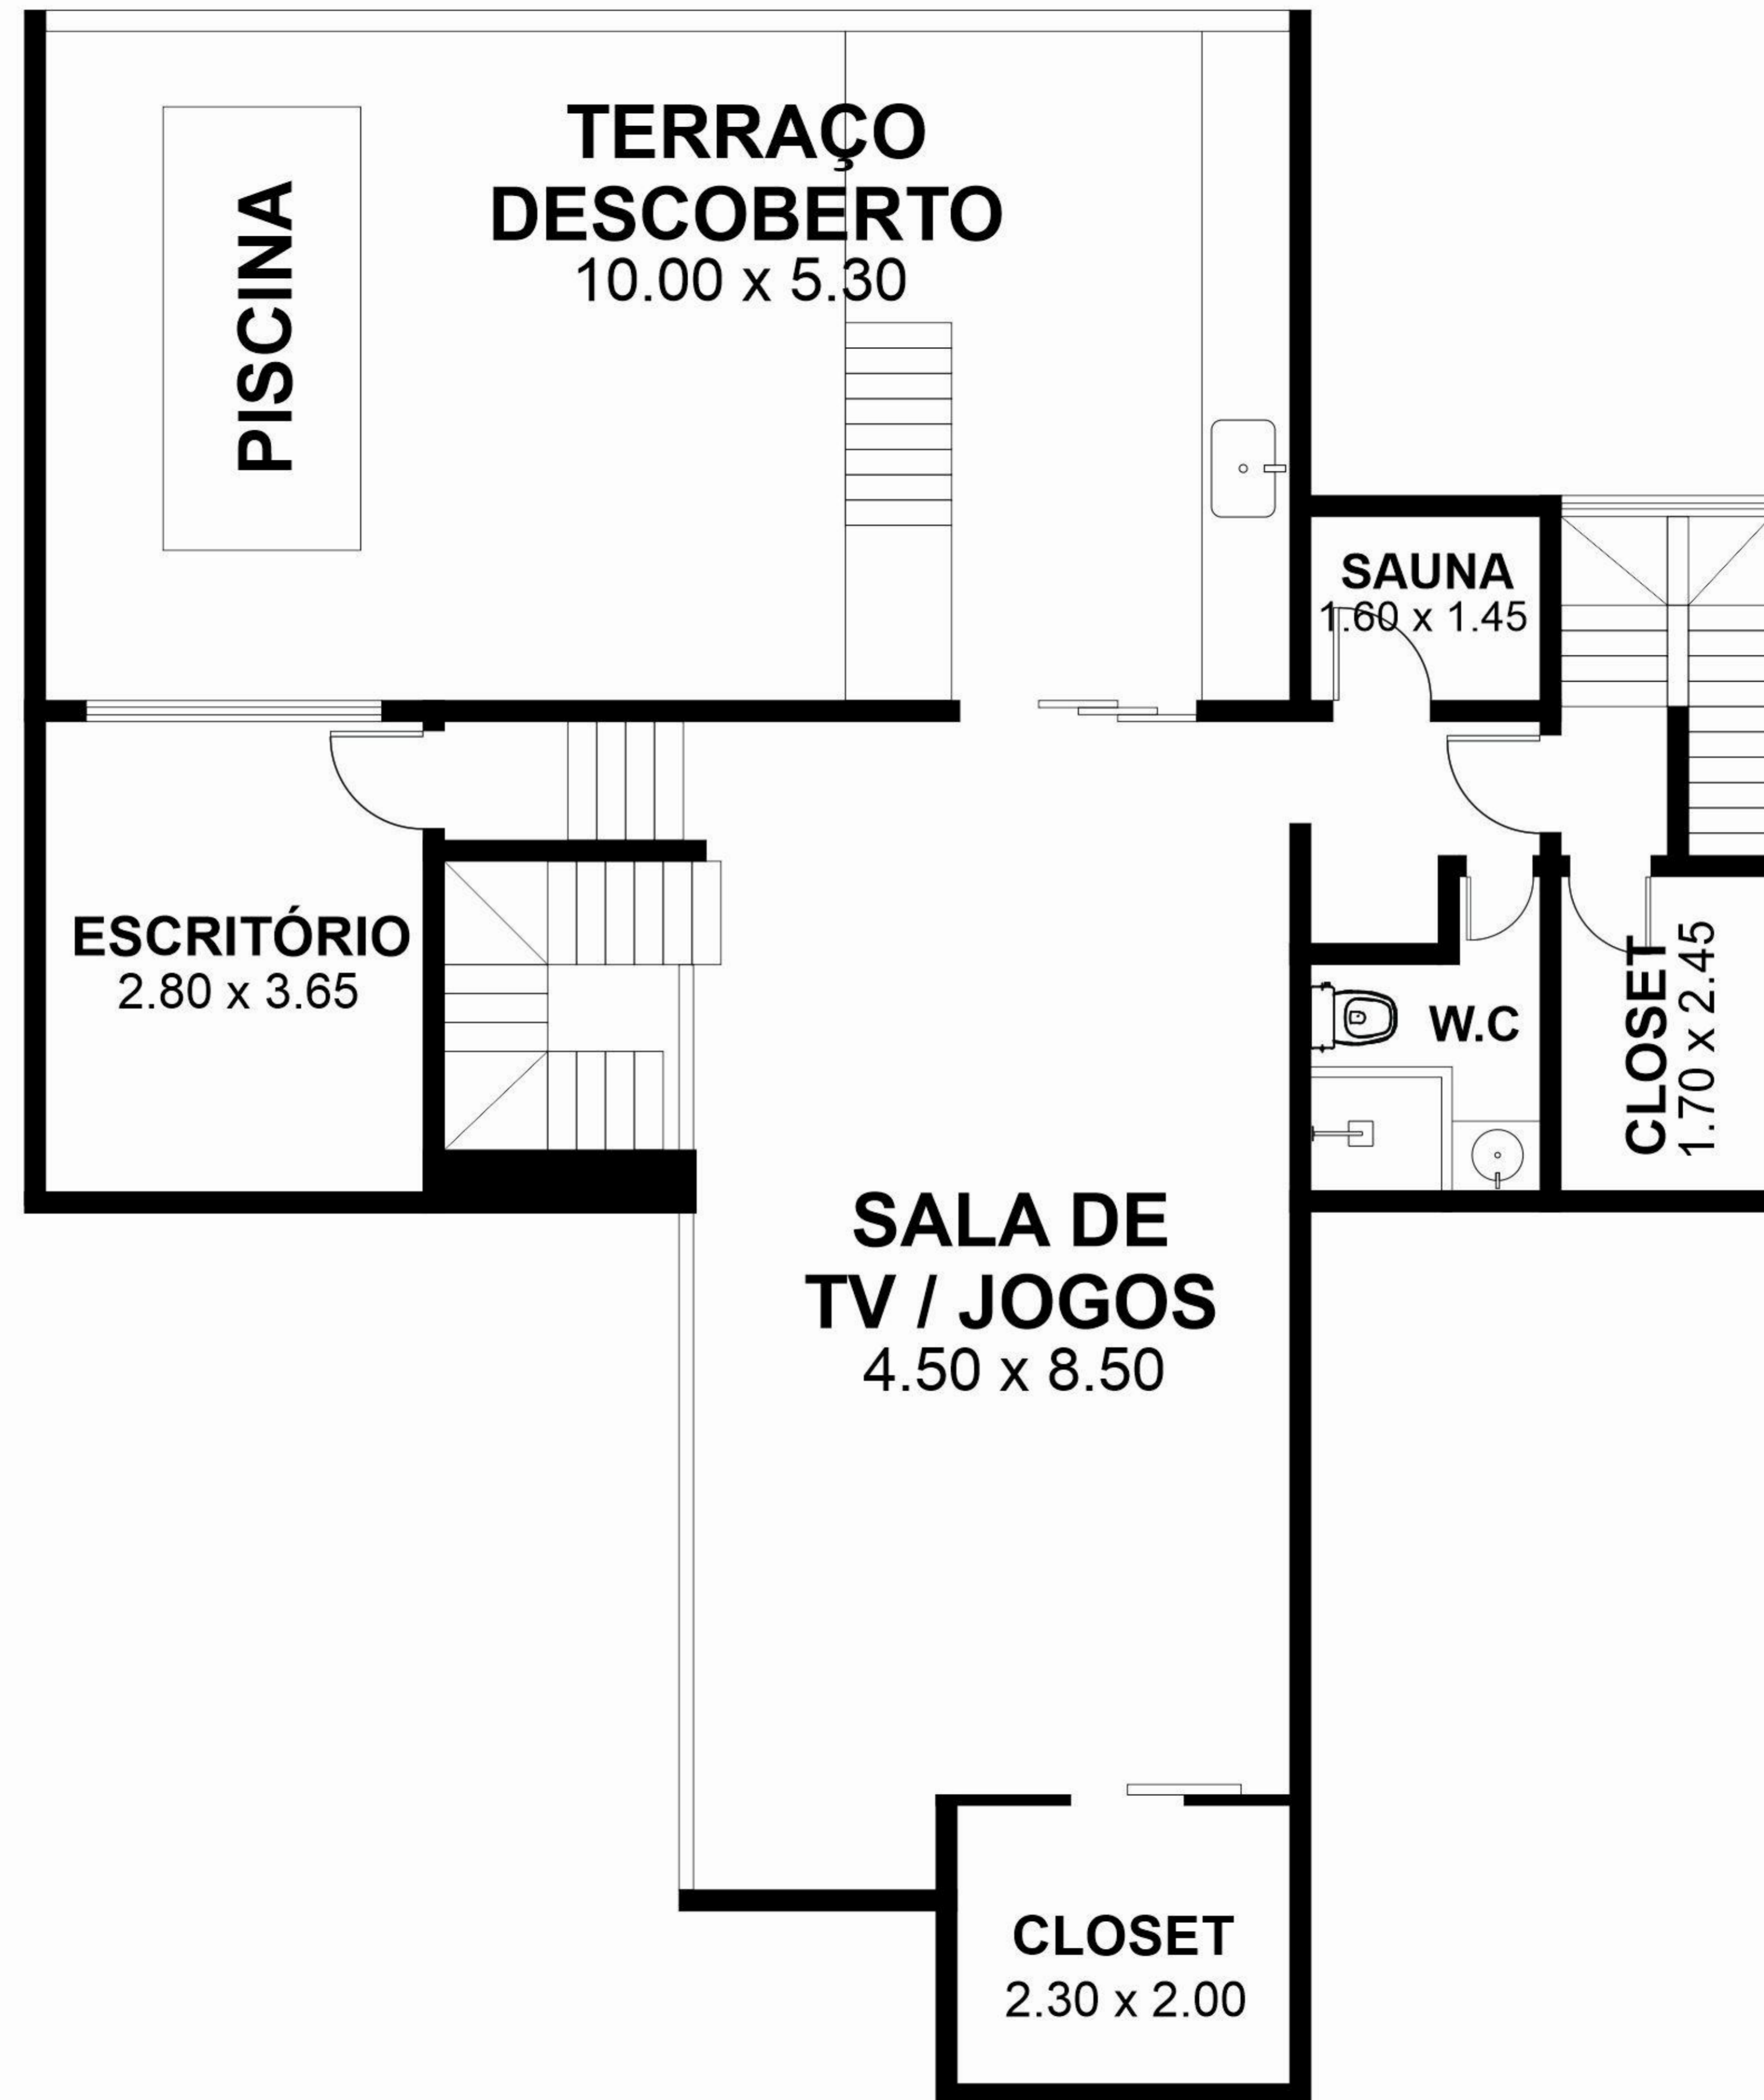 TERRAÇO
DESCOBERTO
10.00 x 5.30
PISCINA
SAUNA
1.60 x 1.45
ESCRITÓRIO
2.80 x 3.65
W.C
CLOSET
1.70 x 2.45
SALA DE
TV / JOGOS
4.50 x 8.50
CLOSET
2.30 x 2.00